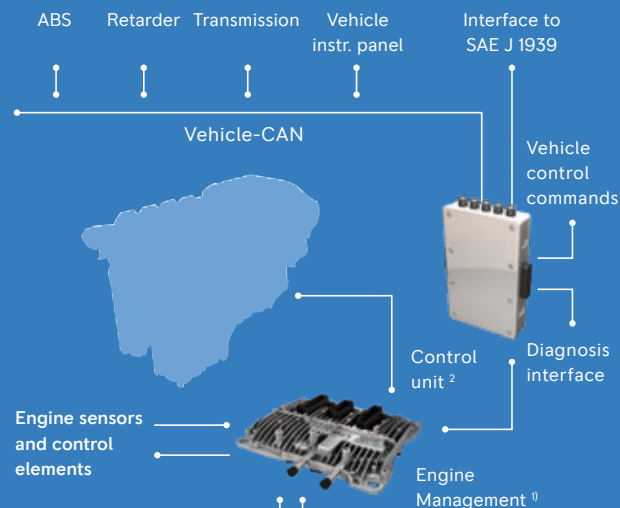 ABS
Retarder
Transmission
Vehicle
instr. panel
Interface to
SAE J 1939
Vehicle-CAN
Vehicle
control
commands
Diagnosis
interface
Control
unit ²
Engine sensors
and control
elements
Engine
Management ¹⁾